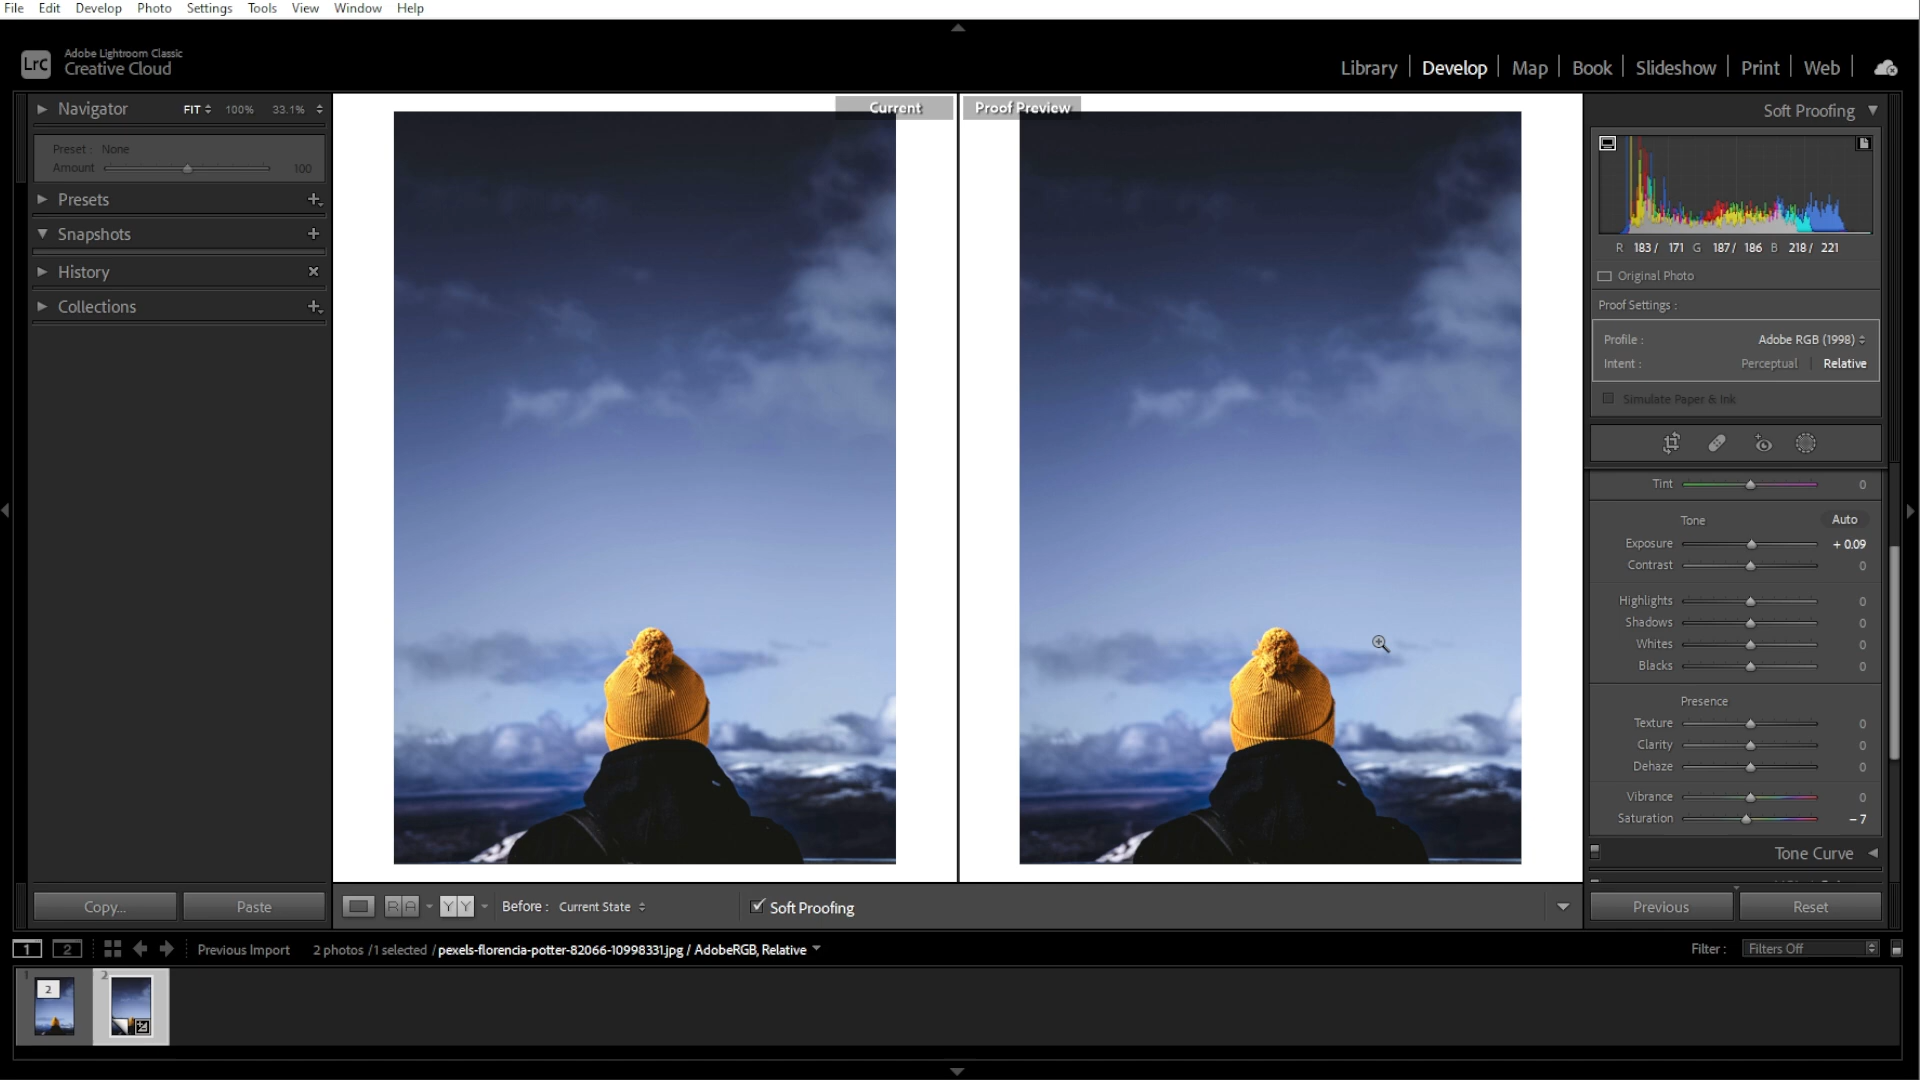 File Edit Develop Photo Settings Tools View Window Help
LrC
Adobe Lightroom Classic
Creative Cloud
Library Develop Map Book Slideshow Print Web
Navigator FIT 100% 33.1%
Preset : None
Amount 100
Presets
Snapshots
History
Collections
Current
Proof Preview
Soft Proofing
R 183 / 171 G 187 / 186 B 218 / 221
Original Photo
Proof Settings :
Profile : Adobe RGB (1998)
Intent : Perceptual Relative
Simulate Paper & Ink
Tint 0
Tone Auto
Exposure + 0.09
Contrast 0
Highlights 0
Shadows 0
Whites 0
Blacks 0
Presence
Texture 0
Clarity 0
Dehaze 0
Vibrance 0
Saturation – 7
Tone Curve
Copy... Paste
R A Y Y Before : Current State Soft Proofing
Previous Reset
1 2 Previous Import 2 photos / 1 selected / pexels-florencia-potter-82066-10998331.jpg / AdobeRGB, Relative
Filter : Filters Off
1 2
2